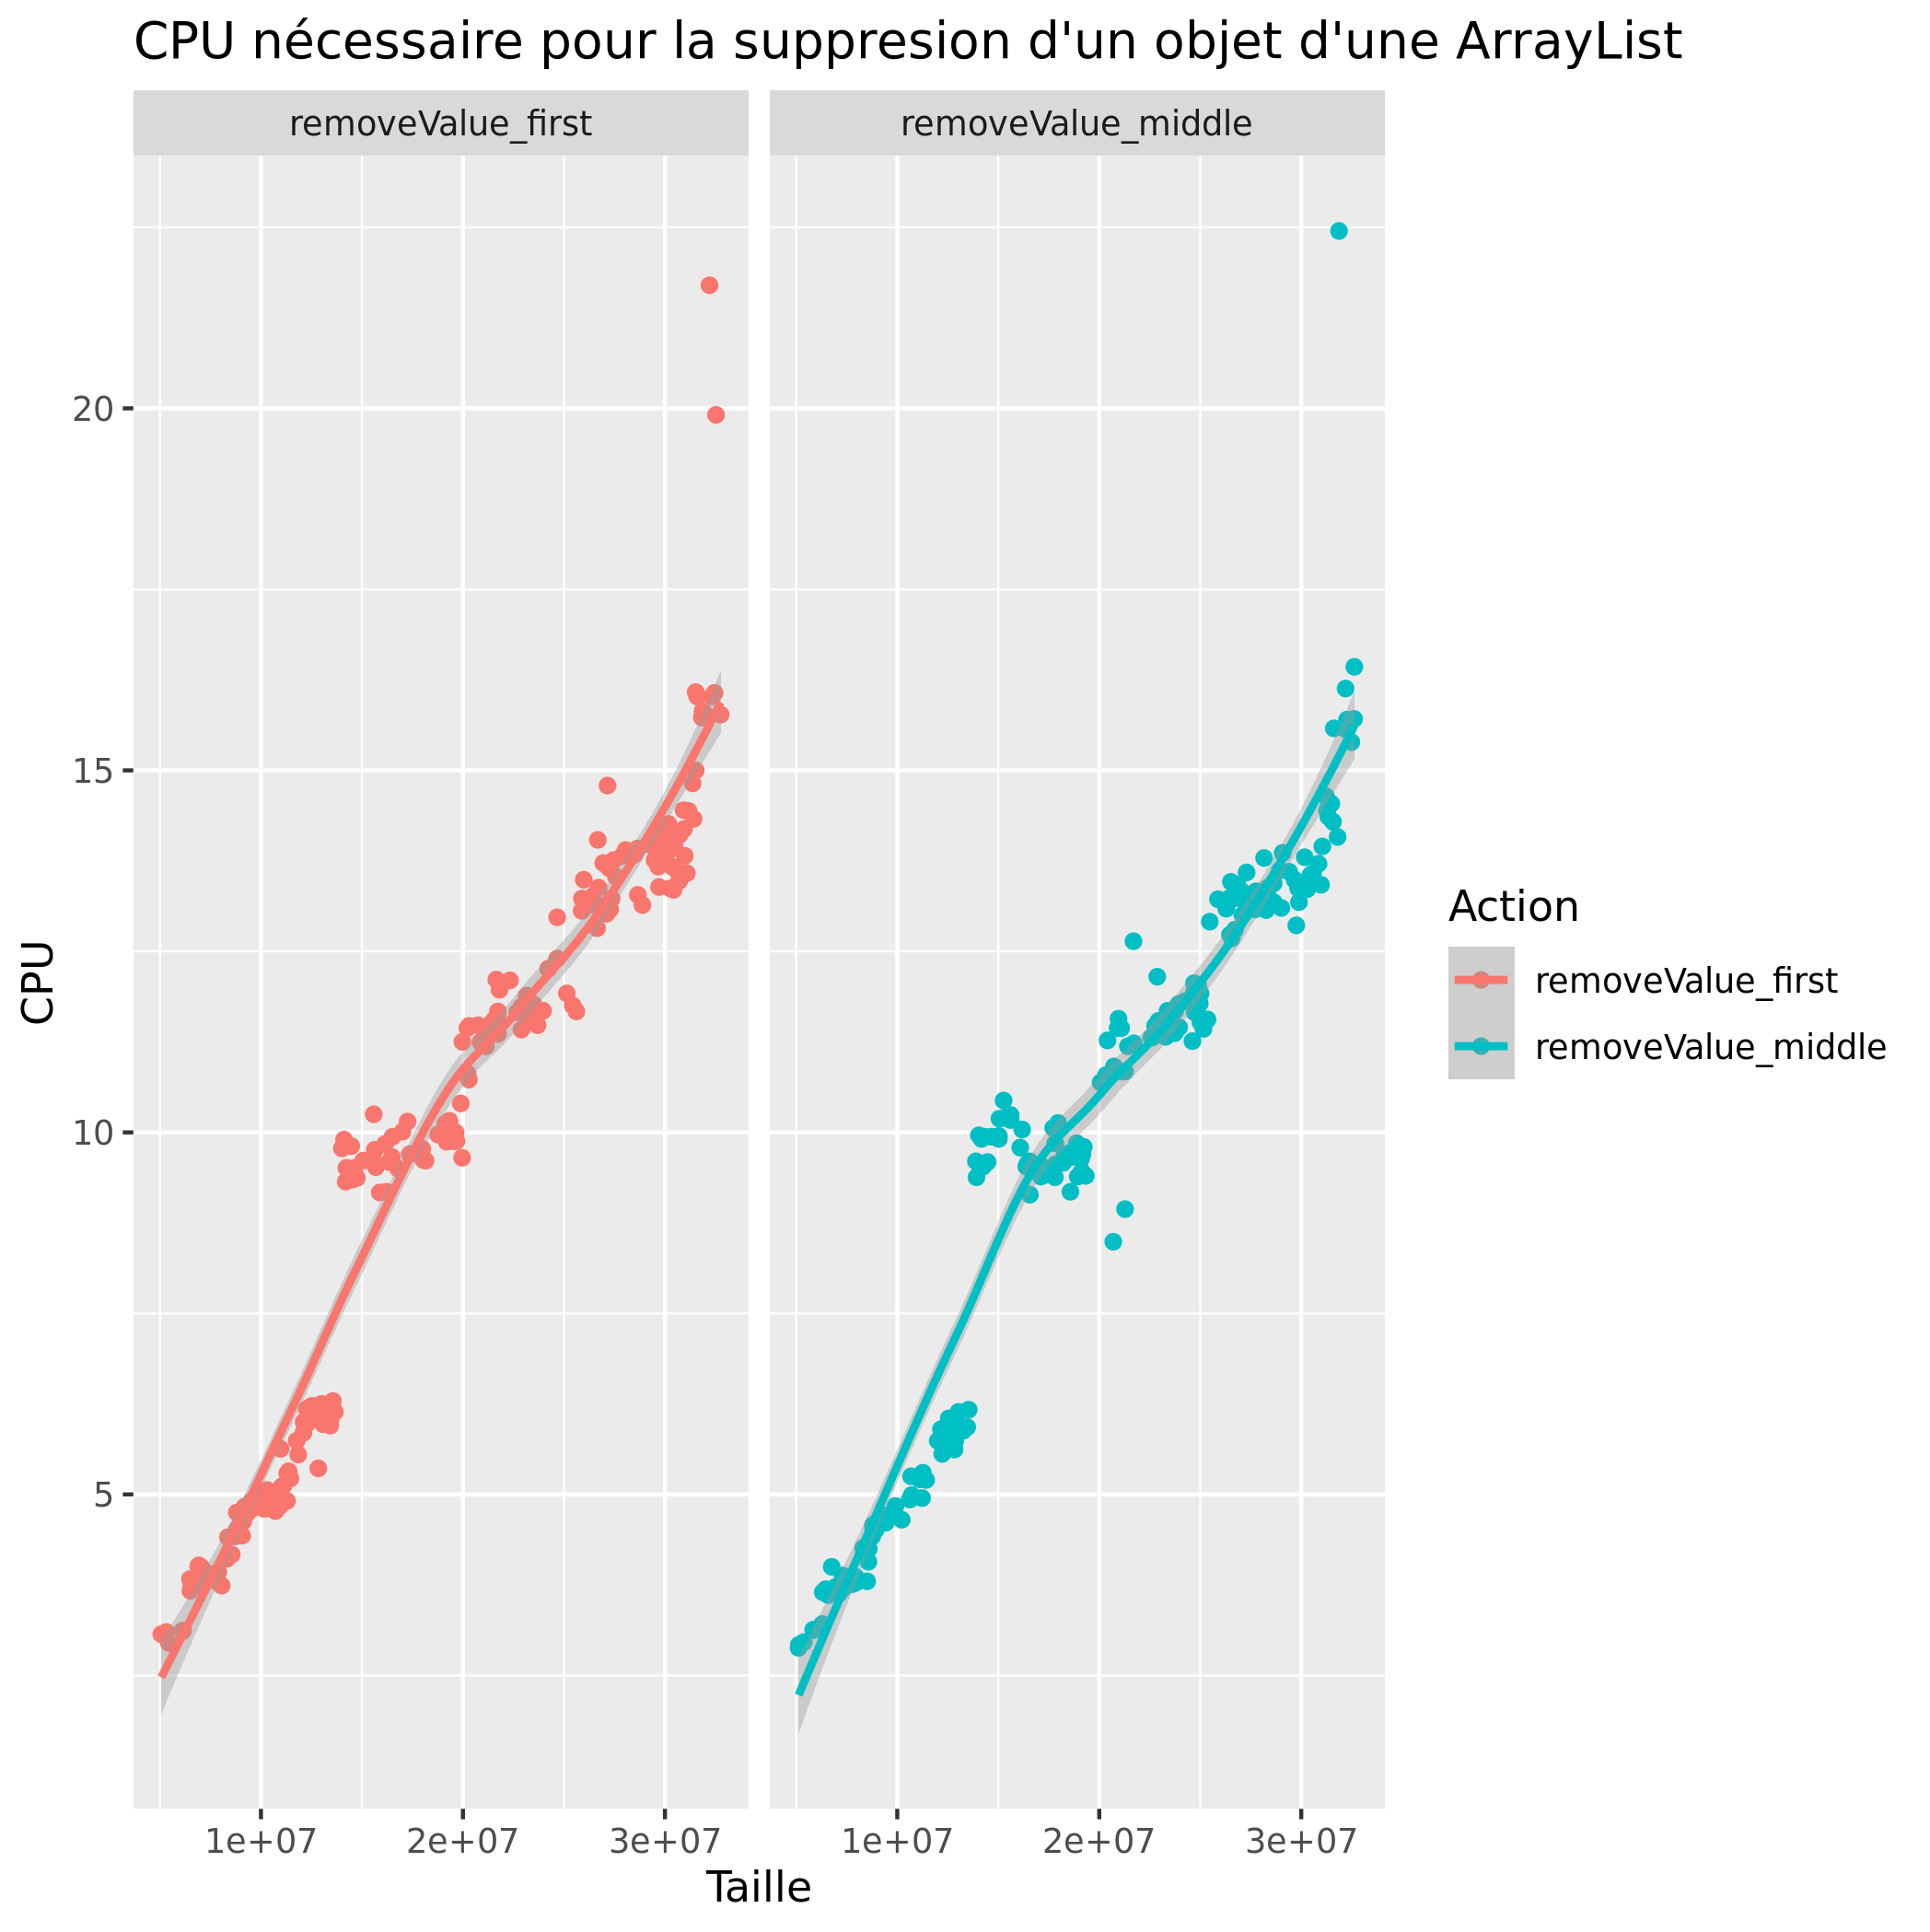 CPU nécessaire pour la suppresion d'un objet d'une ArrayList
removeValue_first
removeValue_middle
20
15
10
5
CPU
1e+07
2e+07
3e+07
1e+07
2e+07
3e+07
Taille
Action
removeValue_first
removeValue_middle